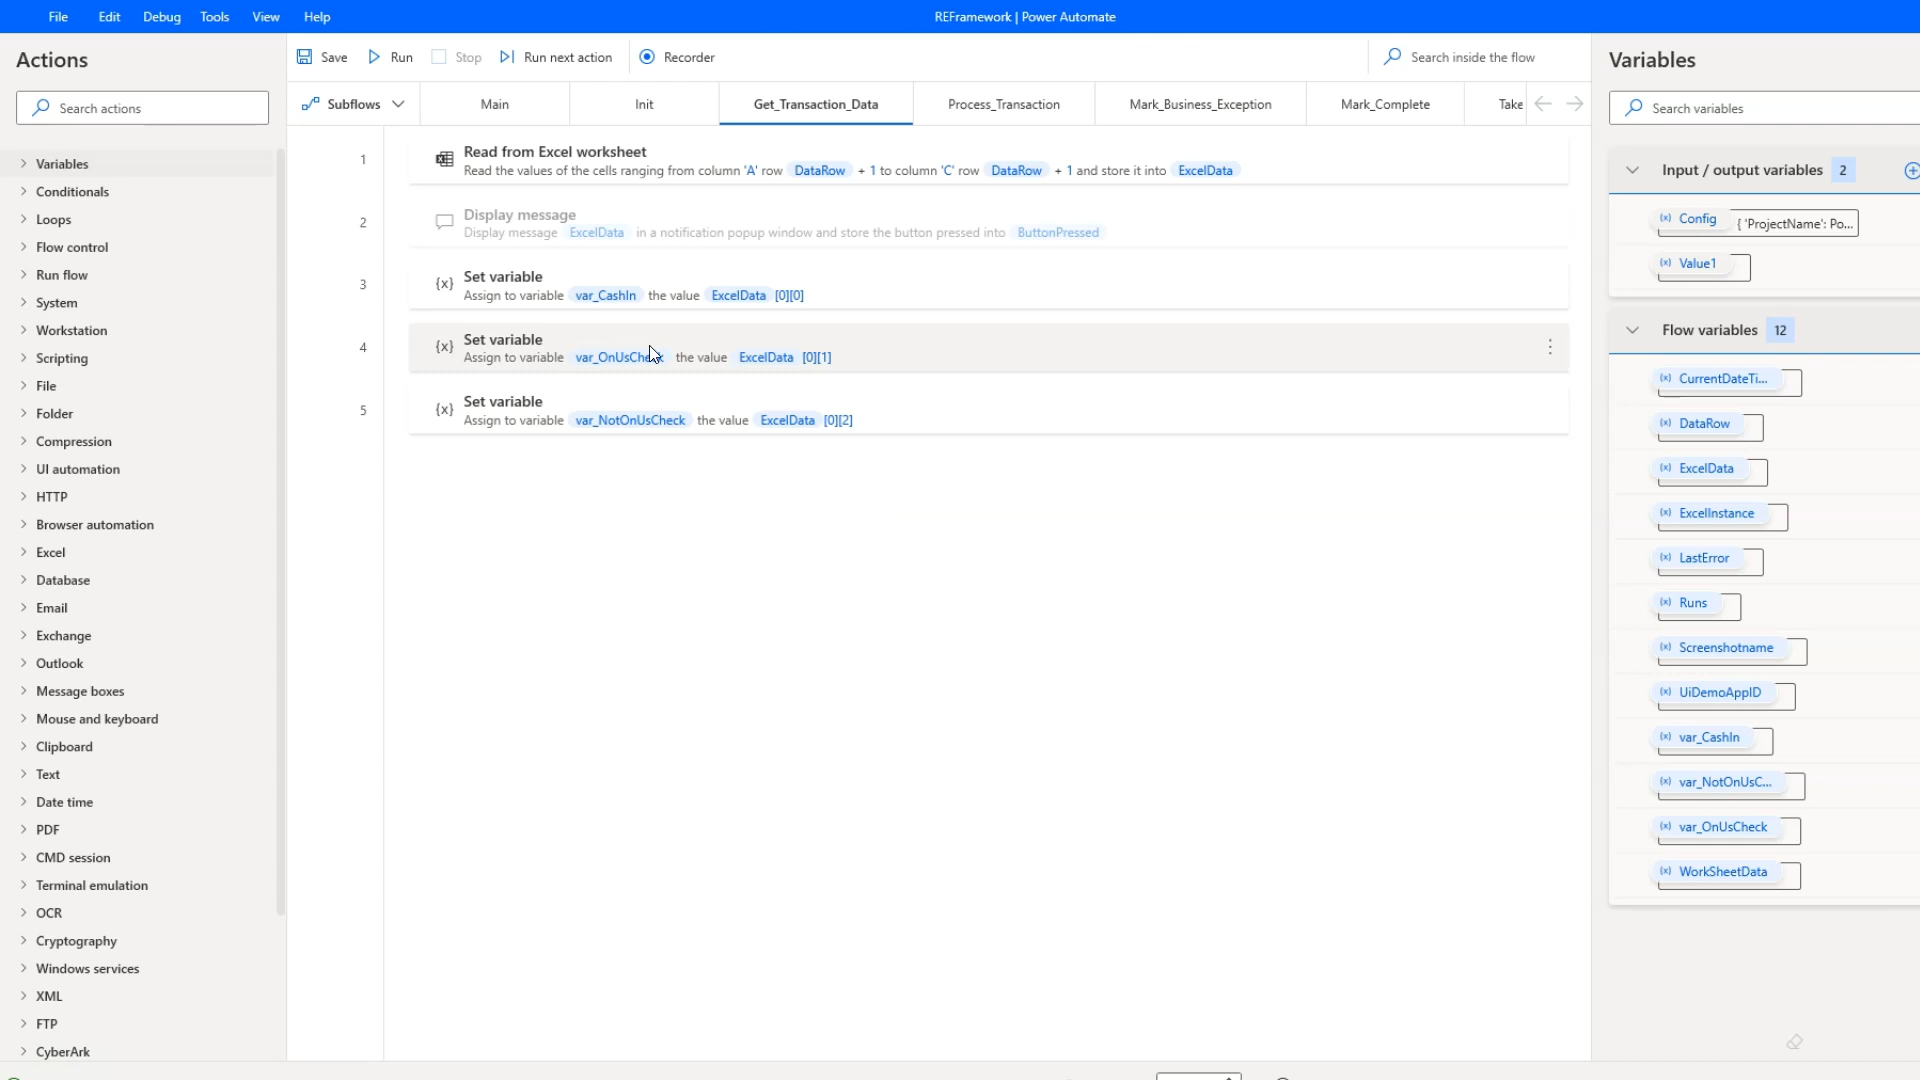 File Edit Debug Tools View Help REFramework | Power Automate
Actions
Search actions
Variables
Conditionals
Loops
Flow control
Run flow
System
Workstation
Scripting
File
Folder
Compression
UI automation
HTTP
Browser automation
Excel
Database
Email
Exchange
Outlook
Message boxes
Mouse and keyboard
Clipboard
Text
Date time
PDF
CMD session
Terminal emulation
OCR
Cryptography
Windows services
XML
FTP
CyberArk
Save Run Stop Run next action Recorder Search inside the flow
Subflows Main Init Get_Transaction_Data Process_Transaction Mark_Business_Exception Mark_Complete Take
1 Read from Excel worksheet
Read the values of the cells ranging from column 'A' row DataRow + 1 to column 'C' row DataRow + 1 and store it into ExcelData
2 Display message
Display message ExcelData in a notification popup window and store the button pressed into ButtonPressed
3 {x} Set variable
Assign to variable var_CashIn the value ExcelData [0][0]
4 {x} Set variable
Assign to variable var_OnUsCheck the value ExcelData [0][1]
5 {x} Set variable
Assign to variable var_NotOnUsCheck the value ExcelData [0][2]
Variables
Search variables
Input / output variables 2
(x) Config { 'ProjectName': Po...
(x) Value1
Flow variables 12
(x) CurrentDateTi...
(x) DataRow
(x) ExcelData
(x) ExcelInstance
(x) LastError
(x) Runs
(x) Screenshotname
(x) UiDemoAppID
(x) var_CashIn
(x) var_NotOnUsC...
(x) var_OnUsCheck
(x) WorkSheetData